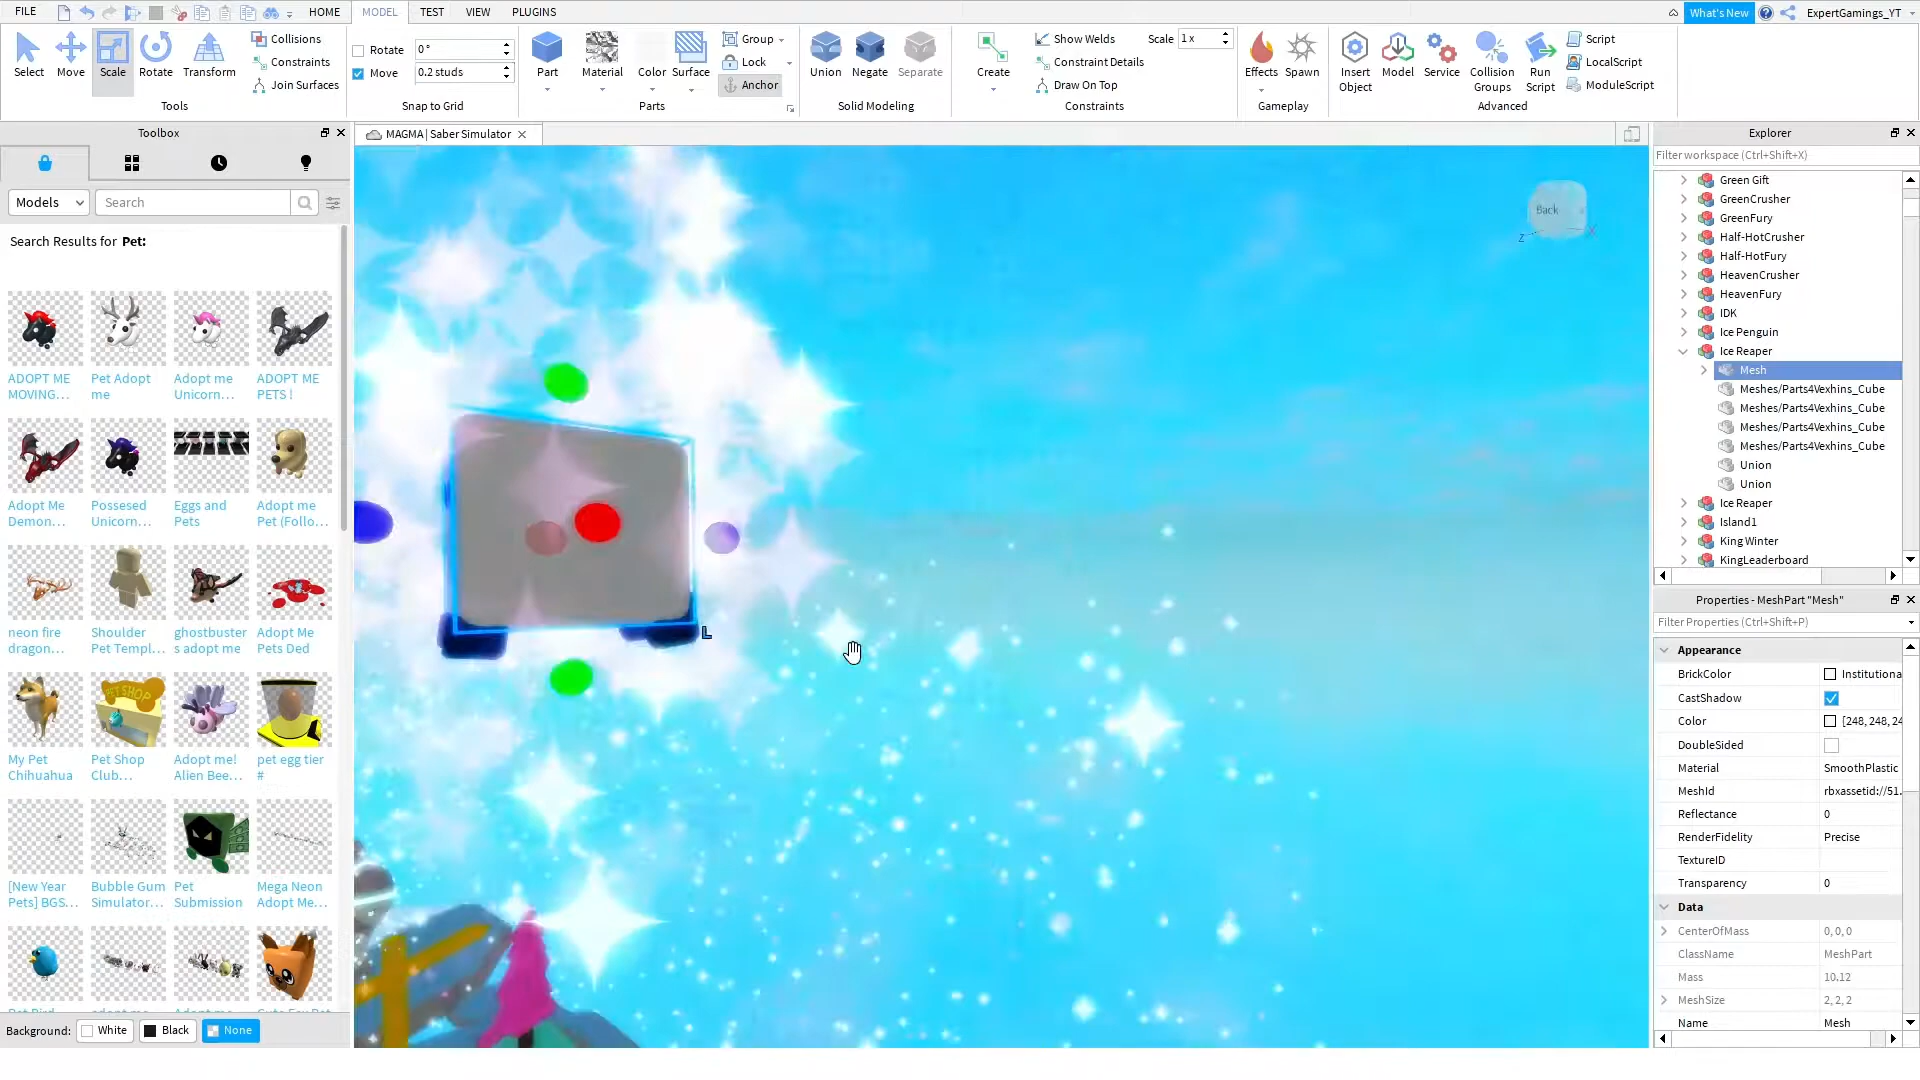 FILE HOME MODEL TEST VIEW PLUGINS What's New ExpertGamings_YT
Select Move Scale Rotate Transform
Collisions
Constraints
Join Surfaces
Tools
Rotate 0°
Move 0.2 studs
Snap to Grid
Part Material Color Surface
Group
Lock
Anchor
Parts
Union Negate Separate
Solid Modeling
Create
Show Welds Scale 1 x
Constraint Details
Draw On Top
Constraints
Effects Spawn
Gameplay
Insert Object
Model
Service
Collision Groups
Run Script
Script
LocalScript
ModuleScript
Advanced
Toolbox
Models Search
Search Results for Pet:
ADOPT ME MOVING...
Pet Adopt me
Adopt me Unicorn...
ADOPT ME PETS !
Adopt Me Demon...
Possesed Unicorn...
Eggs and Pets
Adopt me Pet (Follo...
neon fire dragon...
Shoulder Pet Templ...
ghostbuster s adopt me
Adopt Me Pets Ded
My Pet Chihuahua
Pet Shop Club...
Adopt me! Alien Bee...
pet egg tier #
[New Year Pets] BGS...
Bubble Gum Simulator...
Pet Submission
Mega Neon Adopt Me...
Background: White Black None
MAGMA | Saber Simulator
Back
Z X
L
Explorer
Filter workspace (Ctrl+Shift+X)
Green Gift
GreenCrusher
GreenFury
Half-HotCrusher
Half-HotFury
HeavenCrusher
HeavenFury
IDK
Ice Penguin
Ice Reaper
Mesh
Meshes/Parts4Vexhins_Cube
Meshes/Parts4Vexhins_Cube
Meshes/Parts4Vexhins_Cube
Meshes/Parts4Vexhins_Cube
Union
Union
Ice Reaper
Island1
King Winter
KingLeaderboard
Properties - MeshPart "Mesh"
Filter Properties (Ctrl+Shift+P)
Appearance
BrickColor Instituциona
CastShadow
Color [248, 248, 24
DoubleSided
Material SmoothPlastic
MeshId rbxassetid://51.
Reflectance 0
RenderFidelity Precise
TextureID
Transparency 0
Data
CenterOfMass 0, 0, 0
ClassName MeshPart
Mass 10.12
MeshSize 2, 2, 2
Name Mesh